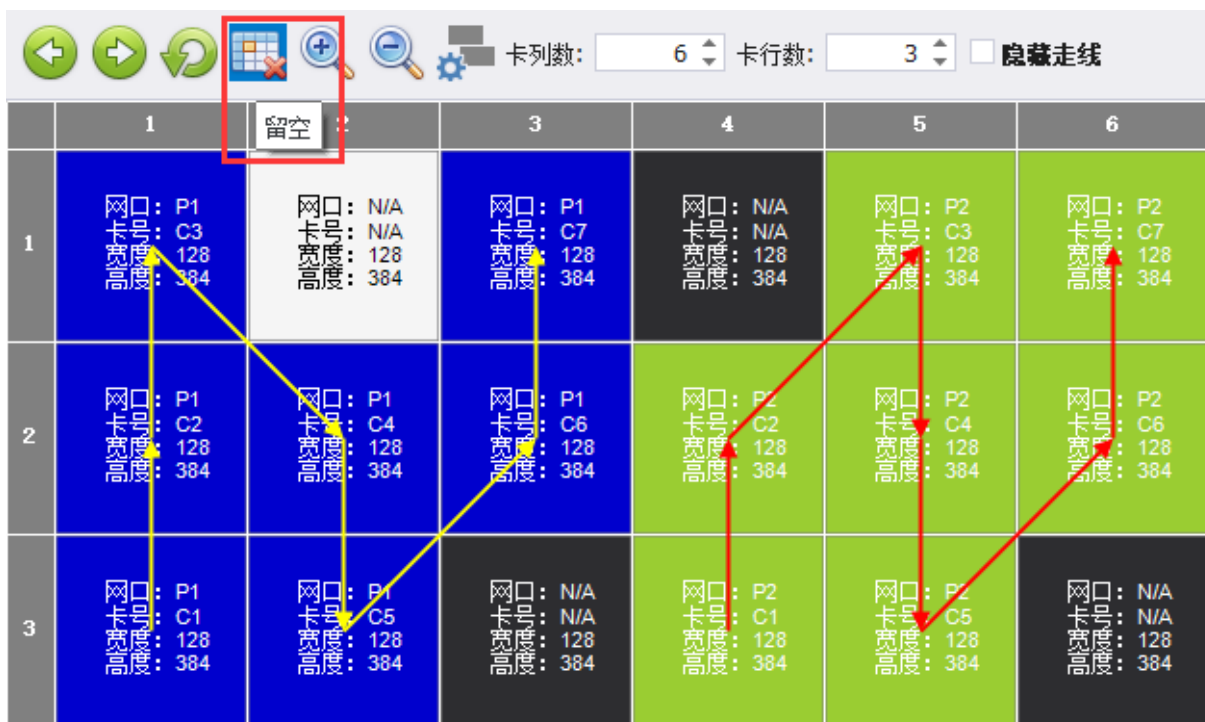 卡列数: 6 卡行数: 3 隐藏走线
1 2 3 4 5 6
留空
1
网口: P1
卡号: C3
宽度: 128
高度: 384
网口: N/A
卡号: N/A
宽度: 128
高度: 384
网口: P1
卡号: C7
宽度: 128
高度: 384
网口: N/A
卡号: N/A
宽度: 128
高度: 384
网口: P2
卡号: C3
宽度: 128
高度: 384
网口: P2
卡号: C7
宽度: 128
高度: 384
2
网口: P1
卡号: C2
宽度: 128
高度: 384
网口: P1
卡号: C4
宽度: 128
高度: 384
网口: P1
卡号: C6
宽度: 128
高度: 384
网口: P2
卡号: C2
宽度: 128
高度: 384
网口: P2
卡号: C4
宽度: 128
高度: 384
网口: P2
卡号: C6
宽度: 128
高度: 384
3
网口: P1
卡号: C1
宽度: 128
高度: 384
网口: P1
卡号: C5
宽度: 128
高度: 384
网口: N/A
卡号: N/A
宽度: 128
高度: 384
网口: P2
卡号: C1
宽度: 128
高度: 384
网口: P2
卡号: C5
宽度: 128
高度: 384
网口: N/A
卡号: N/A
宽度: 128
高度: 384